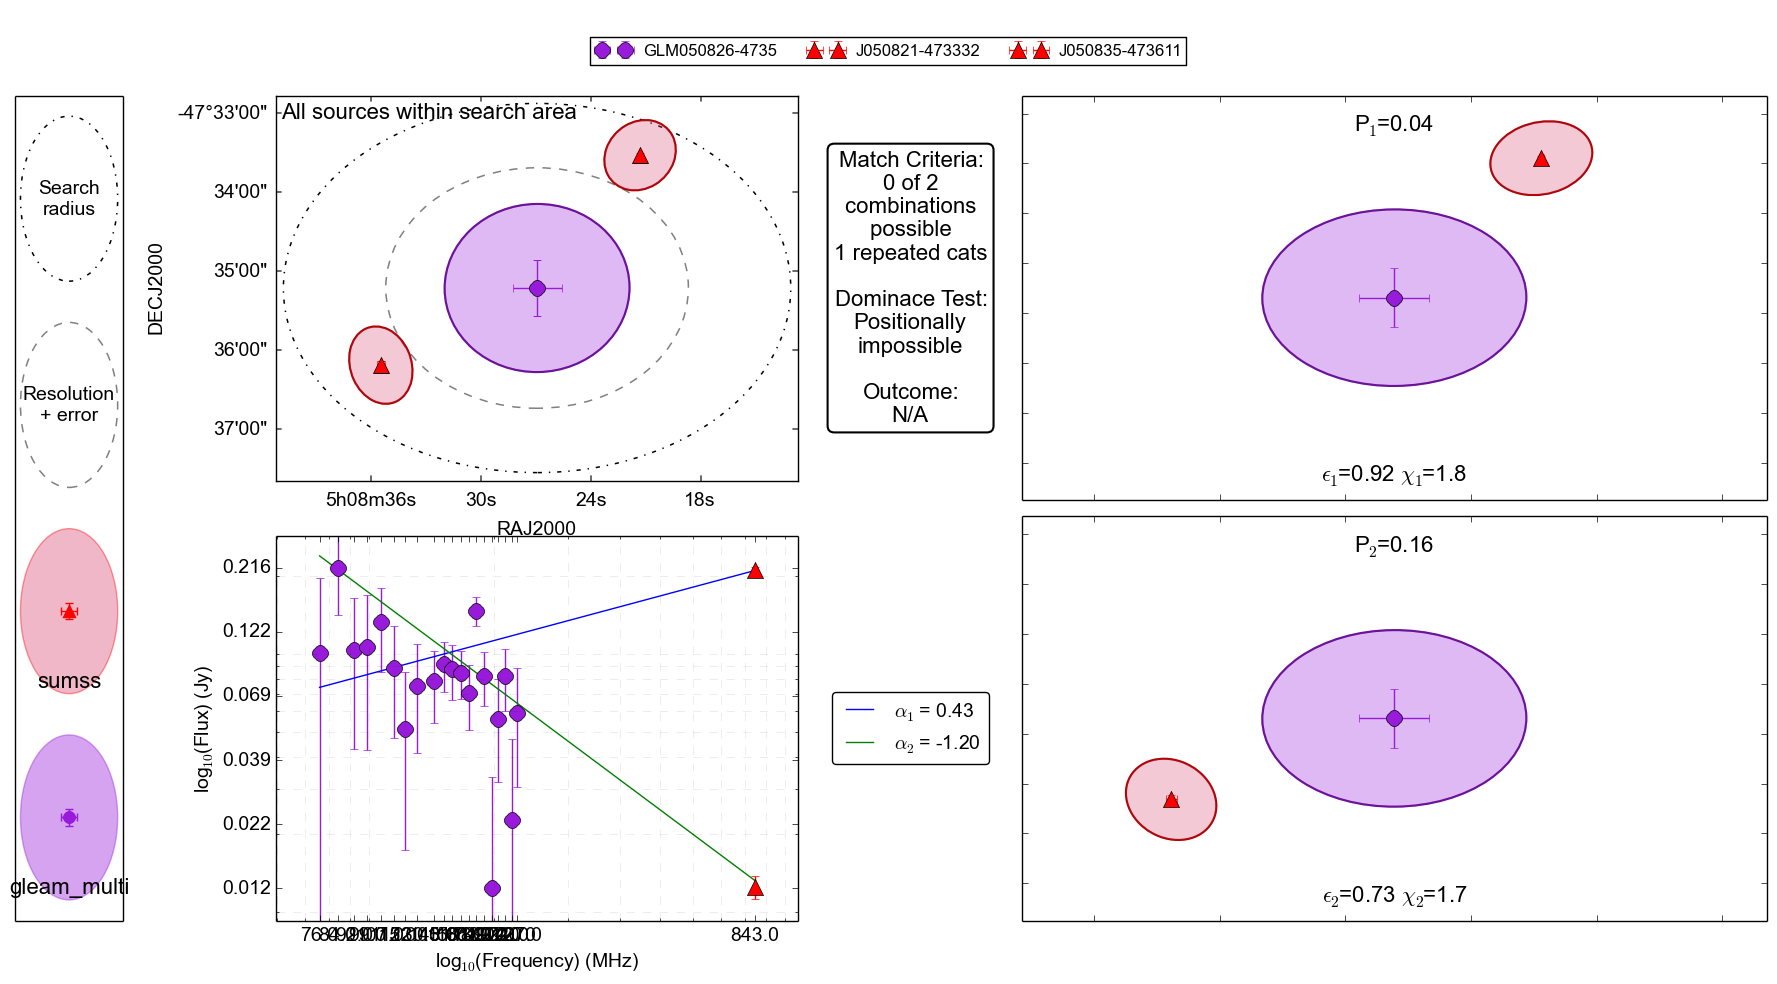 GLM050826-4735 J050821-473332 J050835-473611
Search
radius
Resolution
+ error
sumss
gleam_multi
All sources within search area
-47°33'00"
34'00"
35'00"
36'00"
37'00"
DECJ2000
5h08m36s 30s 24s 18s
RAJ2000
Match Criteria:
0 of 2
combinations
possible
1 repeated cats
Dominace Test:
Positionally
impossible
Outcome:
N/A
P1=0.04
ϵ1=0.92 χ1=1.8
P2=0.16
ϵ2=0.73 χ2=1.7
0.216
0.122
0.069
0.039
0.022
0.012
log10(Flux) (Jy)
843.0
log10(Frequency) (MHz)
α1 = 0.43
α2 = -1.20